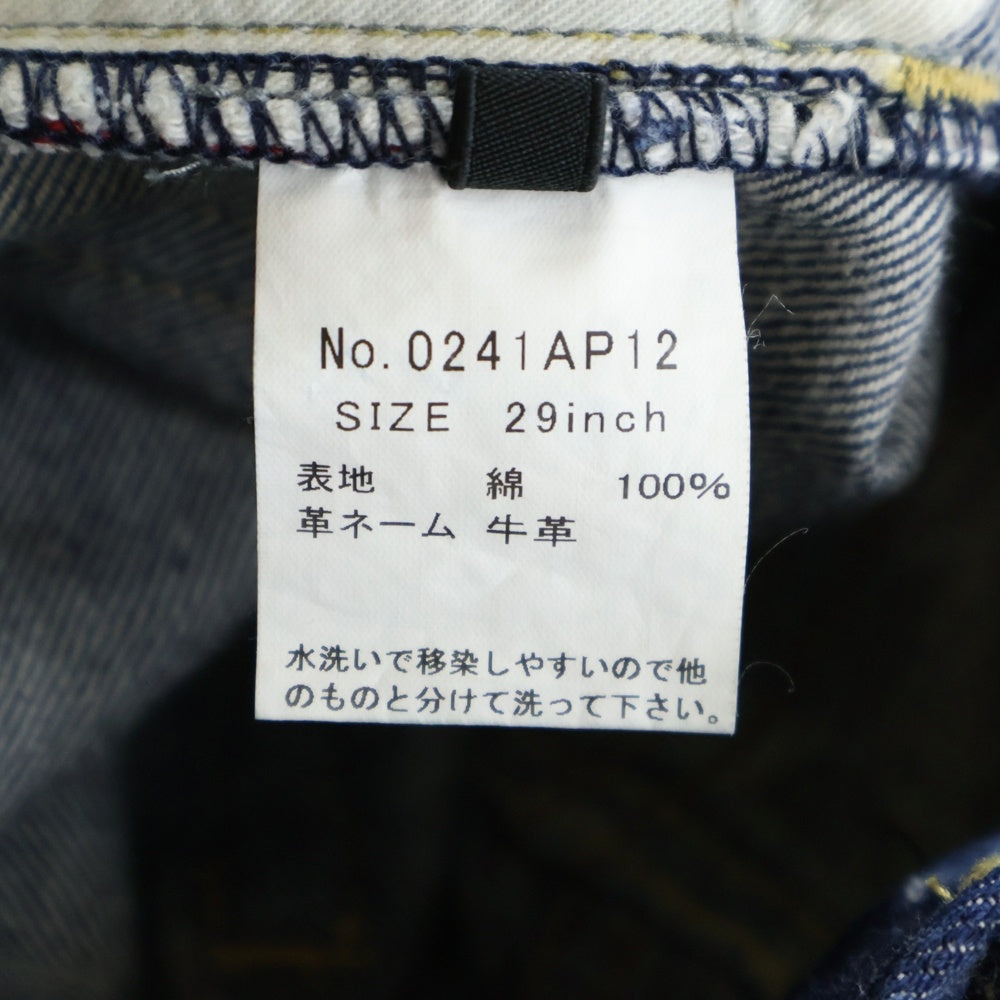 No.0241AP12
SIZE 29inch
表地 綿 100%
革ネーム 牛革
水洗いで移染しやすいので他
のものと分けて洗って下さい。